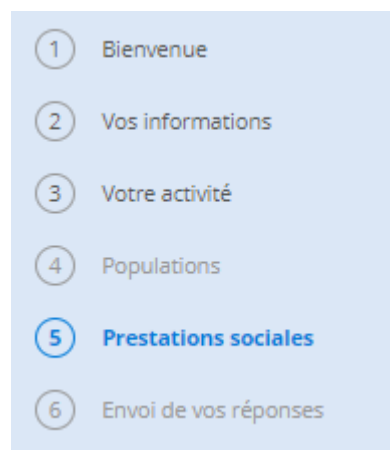 1 Bienvenue
2 Vos informations
3 Votre activité
4 Populations
5 Prestations sociales
6 Envoi de vos réponses